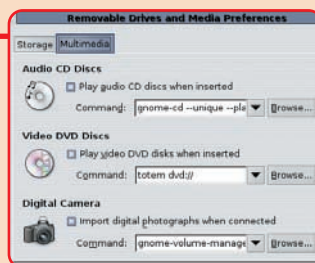 Removable Drives and Media Preferences
Storage Multimedia
Audio CD Discs
Play audio CD discs when inserted
Command: gnome-cd --unique --pla Browse...
Video DVD Discs
Play video DVD disks when inserted
Command: totem dvd:// Browse...
Digital Camera
Import digital photographs when connected
Command: gnome-volume-manage Browse...